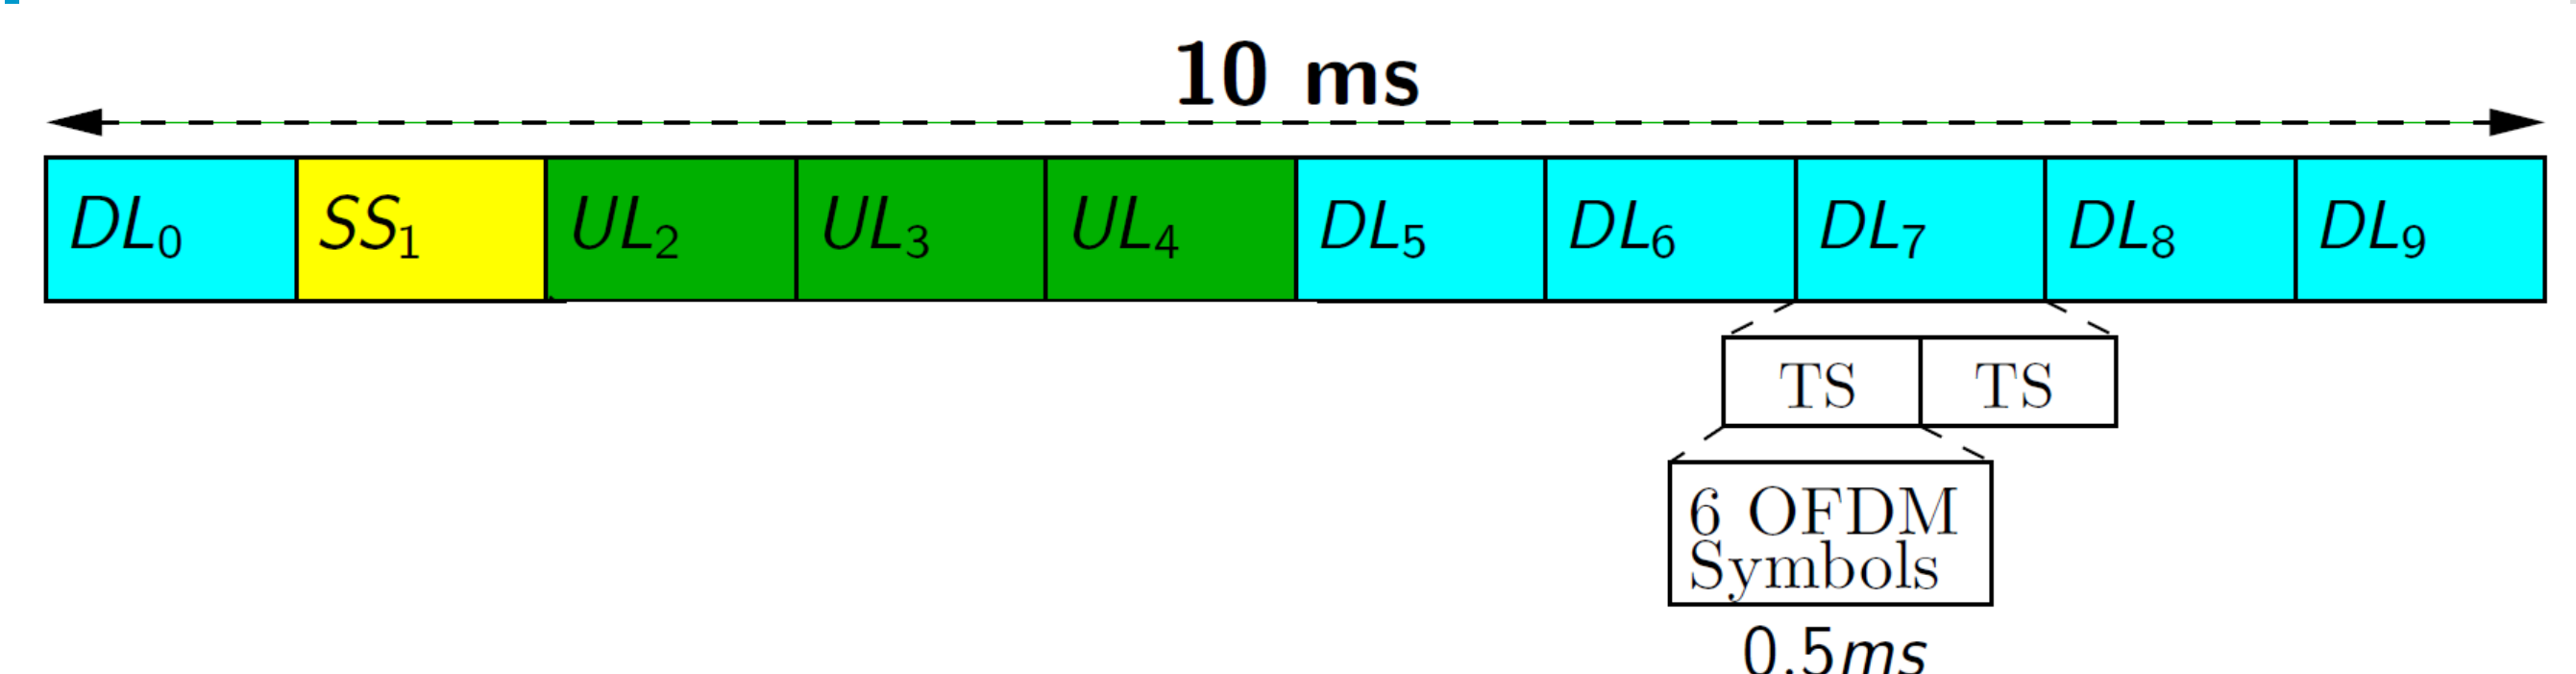 10 ms
DL0 SS1 UL2 UL3 UL4 DL5 DL6 DL7 DL8 DL9
TS TS
6 OFDM
Symbols
0.5ms